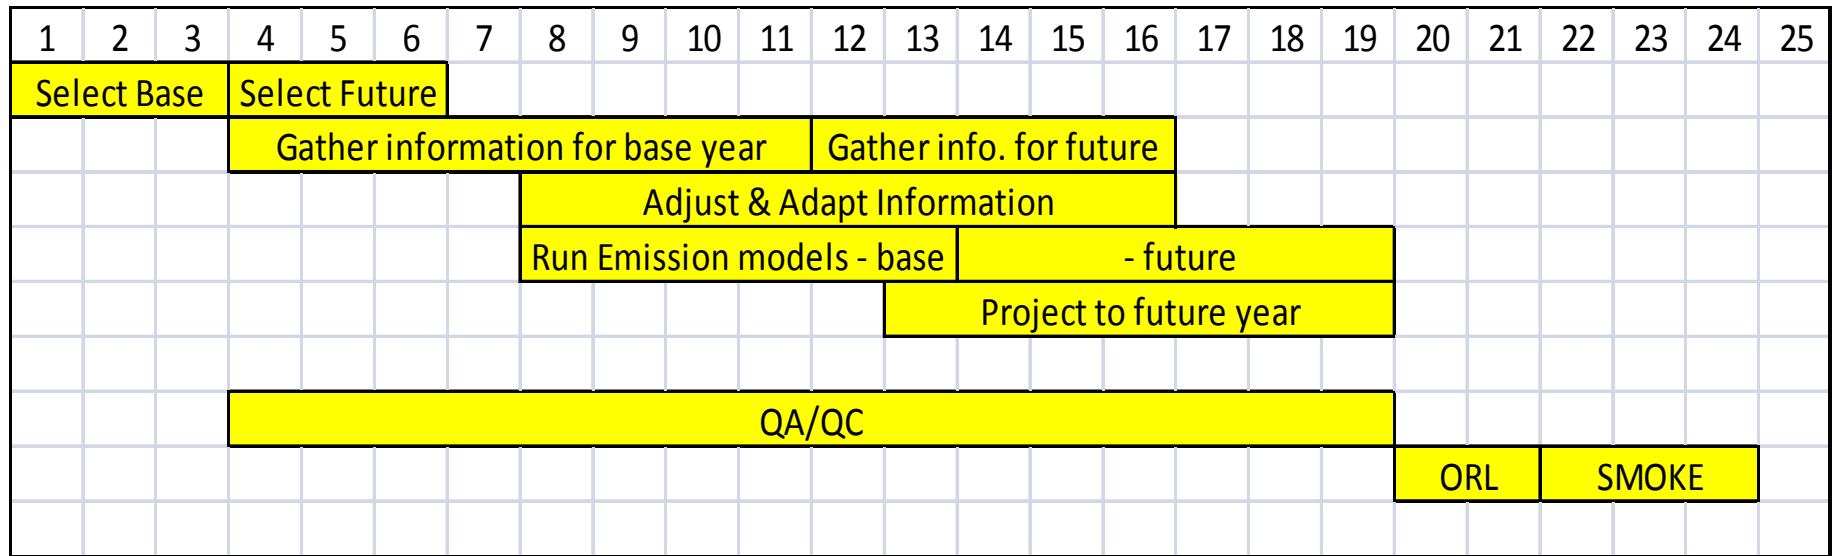 1 2 3 4 5 6 7 8 9 10 11 12 13 14 15 16 17 18 19 20 21 22 23 24 25
Select Base Select Future
Gather information for base year Gather info. for future
Adjust & Adapt Information
Run Emission models - base - future
Project to future year
QA/QC
ORL SMOKE